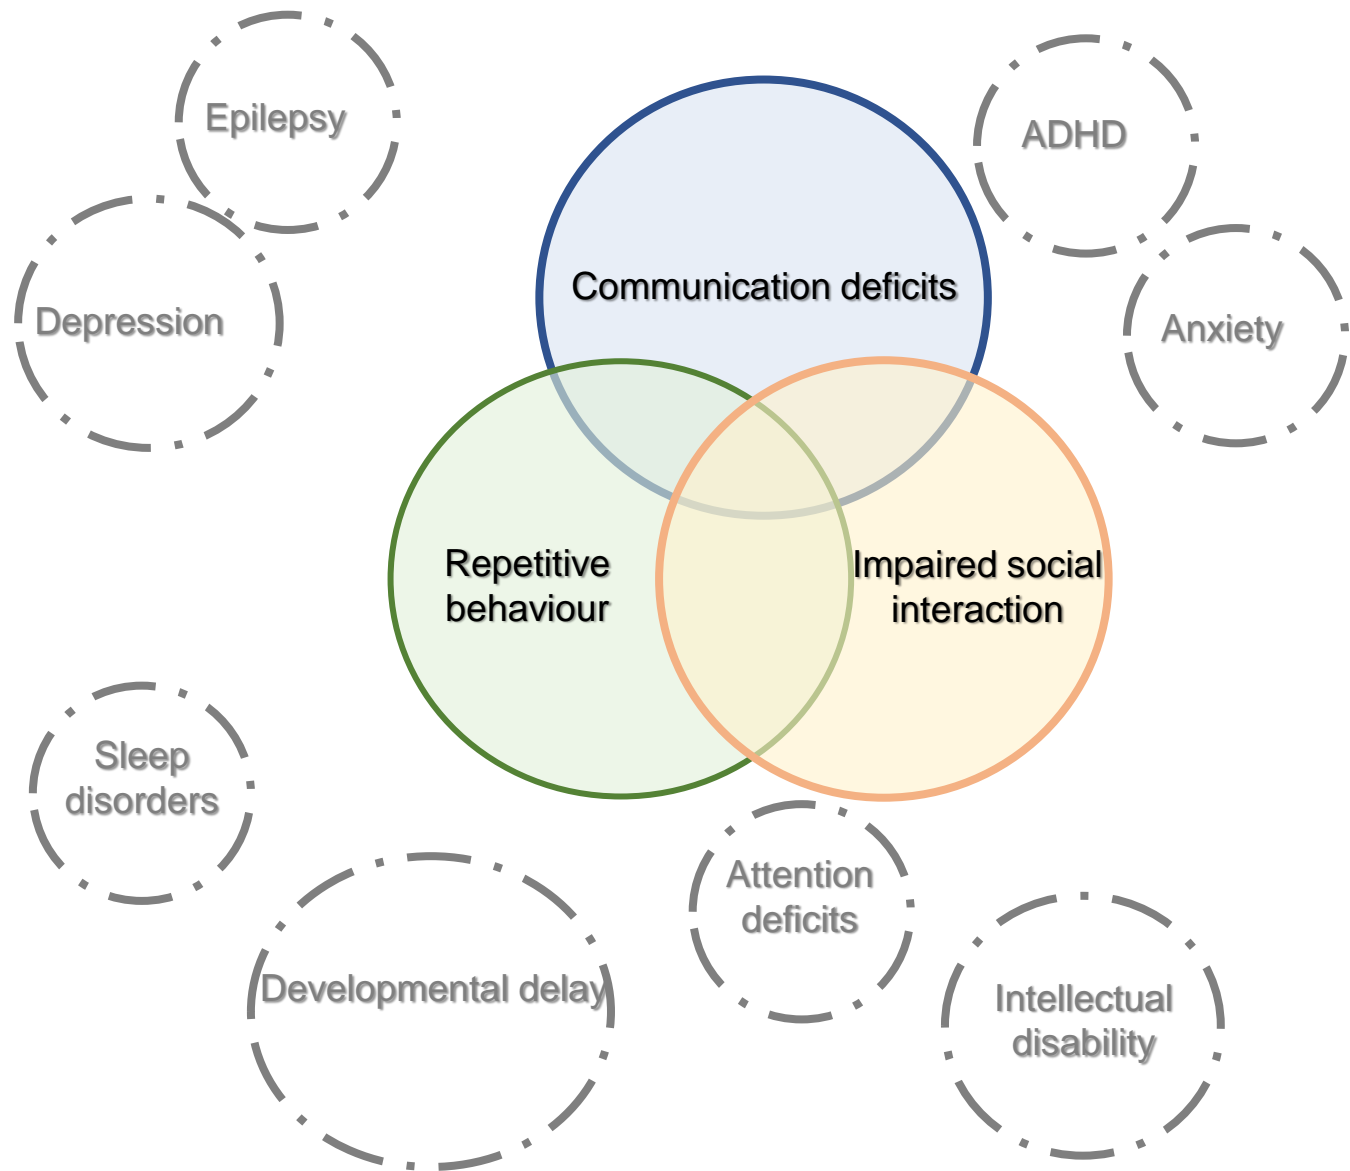 Epilepsy
ADHD
Communication deficits
Depression
Anxiety
Repetitive
behaviour
Impaired social
interaction
Sleep
disorders
Attention
deficits
Developmental delay
Intellectual
disability